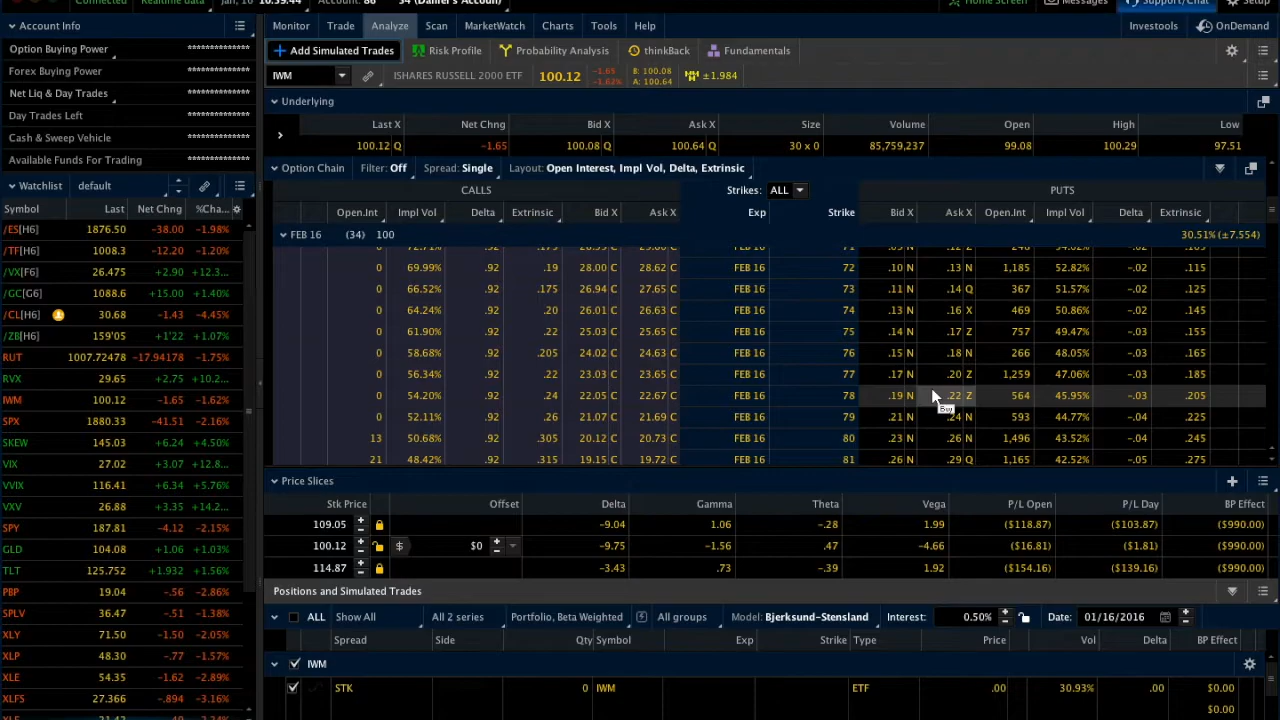 Connected Realtime data Jan, 16 10:39:44 Account: 86 34 (Danner's Account) Home Screen Messages Support/Chat Setup
Account Info Monitor Trade Analyze Scan MarketWatch Charts Tools Help Investools OnDemand
Option Buying Power **************
Forex Buying Power **************
Net Liq & Day Trades **************
Day Trades Left **************
Cash & Sweep Vehicle **************
Available Funds For Trading **************
Watchlist default
Symbol Last Net Chng %Cha...
/ES[H6] 1876.50 -38.00 -1.98%
/TF[H6] 1008.3 -12.20 -1.20%
/VX[F6] 26.475 +2.90 +12.3...
/GC[G6] 1088.6 +15.00 +1.40%
/CL[H6] 30.68 -1.43 -4.45%
/ZB[H6] 159'05 +1'22 +1.07%
RUT 1007.72478 -17.94178 -1.75%
RVX 29.65 +2.75 +10.2...
IWM 100.12 -1.65 -1.62%
SPX 1880.33 -41.51 -2.16%
SKEW 145.03 +6.24 +4.50%
VIX 27.02 +3.07 +12.8...
VVIX 116.41 +6.34 +5.76%
VXV 26.88 +3.35 +14.2...
SPY 187.81 -4.12 -2.15%
GLD 104.08 +1.06 +1.03%
TLT 125.752 +1.932 +1.56%
PBP 19.04 -.56 -2.86%
SPLV 36.47 -.51 -1.38%
XLY 71.50 -1.50 -2.05%
XLP 48.30 -.77 -1.57%
XLE 54.35 -1.62 -2.89%
XLFS 27.366 -.894 -3.16%
Add Simulated Trades Risk Profile Probability Analysis thinkBack Fundamentals
IWM ISHARES RUSSELL 2000 ETF 100.12 -1.65 -1.62% B: 100.08 A: 100.64 ±1.984
Underlying
Last X Net Chng Bid X Ask X Size Volume Open High Low
100.12 Q -1.65 100.08 Q 100.64 Q 30 x 0 85,759,237 99.08 100.29 97.51
Option Chain Filter: Off Spread: Single Layout: Open Interest, Impl Vol, Delta, Extrinsic
CALLS Strikes: ALL PUTS
Open.Int Impl Vol Delta Extrinsic Bid X Ask X Exp Strike Bid X Ask X Open.Int Impl Vol Delta Extrinsic
FEB 16 (34) 100 30.51% (±7.554)
0 69.99% .92 .19 28.00 C 28.62 C FEB 16 72 .10 N .13 N 1,185 52.82% -.02 .115
0 66.52% .92 .175 26.94 C 27.65 C FEB 16 73 .11 N .14 Q 367 51.57% -.02 .125
0 64.24% .92 .20 26.01 C 26.63 C FEB 16 74 .13 N .16 X 469 50.86% -.02 .145
0 61.90% .92 .22 25.03 C 25.65 C FEB 16 75 .14 N .17 Z 757 49.47% -.03 .155
0 58.68% .92 .205 24.02 C 24.63 C FEB 16 76 .15 N .18 N 266 48.05% -.03 .165
0 56.34% .92 .22 23.03 C 23.65 C FEB 16 77 .17 N .20 Z 1,259 47.06% -.03 .185
0 54.20% .92 .24 22.05 C 22.67 C FEB 16 78 .19 N .22 Z 564 45.95% -.03 .205
Buy
0 52.11% .92 .26 21.07 C 21.69 C FEB 16 79 .21 N .24 N 593 44.77% -.04 .225
13 50.68% .92 .305 20.12 C 20.73 C FEB 16 80 .23 N .26 N 1,496 43.52% -.04 .245
21 48.42% .92 .315 19.15 C 19.72 C FEB 16 81 .26 N .29 Q 1,165 42.52% -.05 .275
Price Slices
Stk Price Offset Delta Gamma Theta Vega P/L Open P/L Day BP Effect
109.05 -9.04 1.06 -.28 1.99 ($118.87) ($103.87) ($990.00)
100.12 $ $0 -9.75 -1.56 .47 -4.66 ($16.81) ($1.81) ($990.00)
114.87 -3.43 .73 -.39 1.92 ($154.16) ($139.16) ($990.00)
Positions and Simulated Trades
ALL Show All All 2 series Portfolio, Beta Weighted All groups Model: Bjerksund-Stensland Interest: 0.50% Date: 01/16/2016
Spread Side Qty Symbol Exp Strike Type Price Vol Delta BP Effect
IWM
STK 0 IWM ETF .00 30.93% .00 $0.00
$0.00